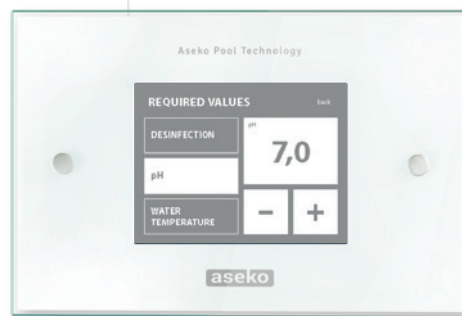 Aseko Pool Technology
REQUIRED VALUES
back
DESINFECTION
pH
7,0
pH
WATER
TEMPERATURE
− +
aseko